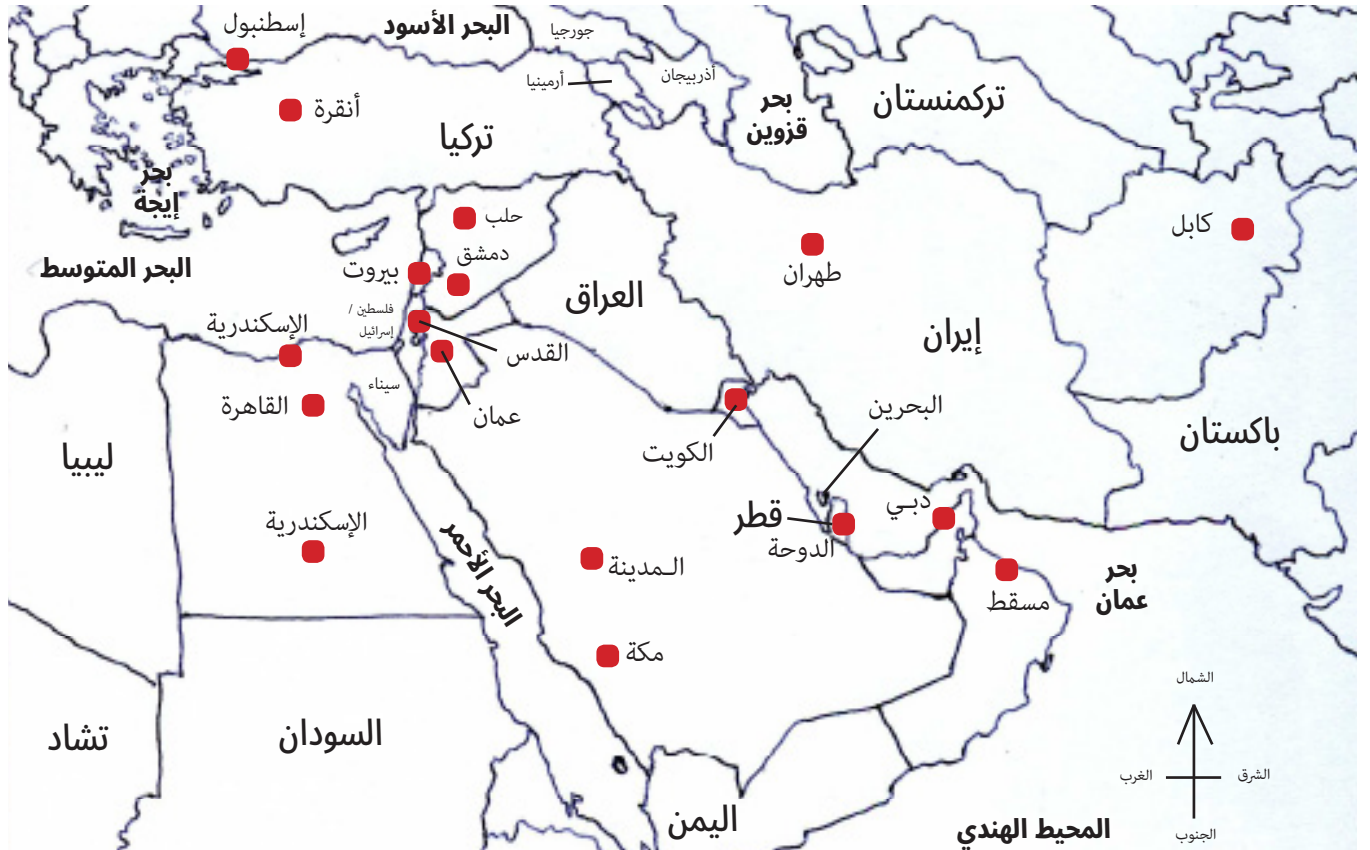 إسطنبول
البحر الأسود
جورجيا
أرمينيا
أذربيجان
بحر
قزوين
تركمنستان
أنقرة
تركيا
بحر
إيجة
حلب
دمشق
بيروت
طهران
كابل
البحر المتوسط
العراق
إيران
فلسطين /
إسرائيل
القدس
الإسكندرية
سيناء
عمان
القاهرة
الكويت
البحرين
باكستان
ليبيا
قطر
الدوحة
دبـي
الإسكندرية
البحر الأحمر
الـمدينة
مسقط
بحر
عمان
مكة
تشاد
السودان
اليمن
المحيط الهندي
الشمال
الشرق
الغرب
الجنوب